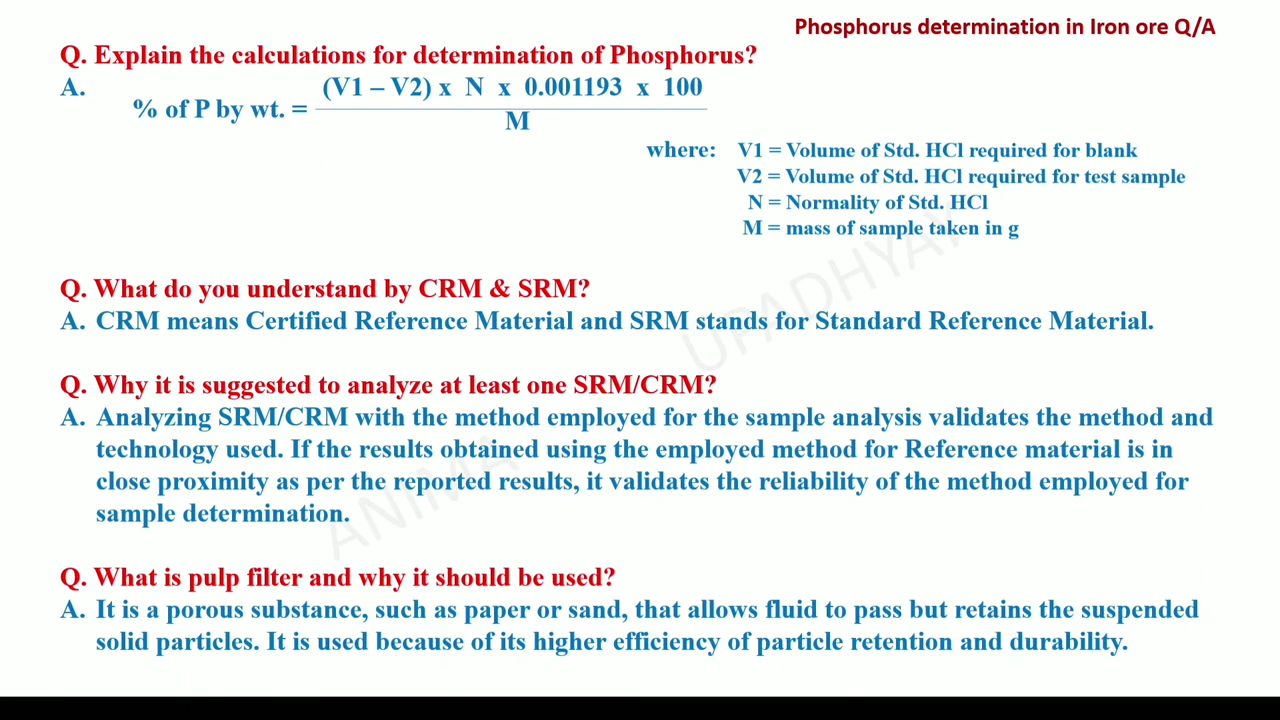 Phosphorus determination in Iron ore Q/A
Q. Explain the calculations for determination of Phosphorus?
A.
% of P by wt. =
(V1 – V2) x N x 0.001193 x 100
M
where: V1 = Volume of Std. HCl required for blank
V2 = Volume of Std. HCl required for test sample
N = Normality of Std. HCl
M = mass of sample taken in g
Q. What do you understand by CRM & SRM?
A. CRM means Certified Reference Material and SRM stands for Standard Reference Material.
Q. Why it is suggested to analyze at least one SRM/CRM?
A. Analyzing SRM/CRM with the method employed for the sample analysis validates the method and
technology used. If the results obtained using the employed method for Reference material is in
close proximity as per the reported results, it validates the reliability of the method employed for
sample determination.
Q. What is pulp filter and why it should be used?
A. It is a porous substance, such as paper or sand, that allows fluid to pass but retains the suspended
solid particles. It is used because of its higher efficiency of particle retention and durability.
ANIMA UPADHYAY